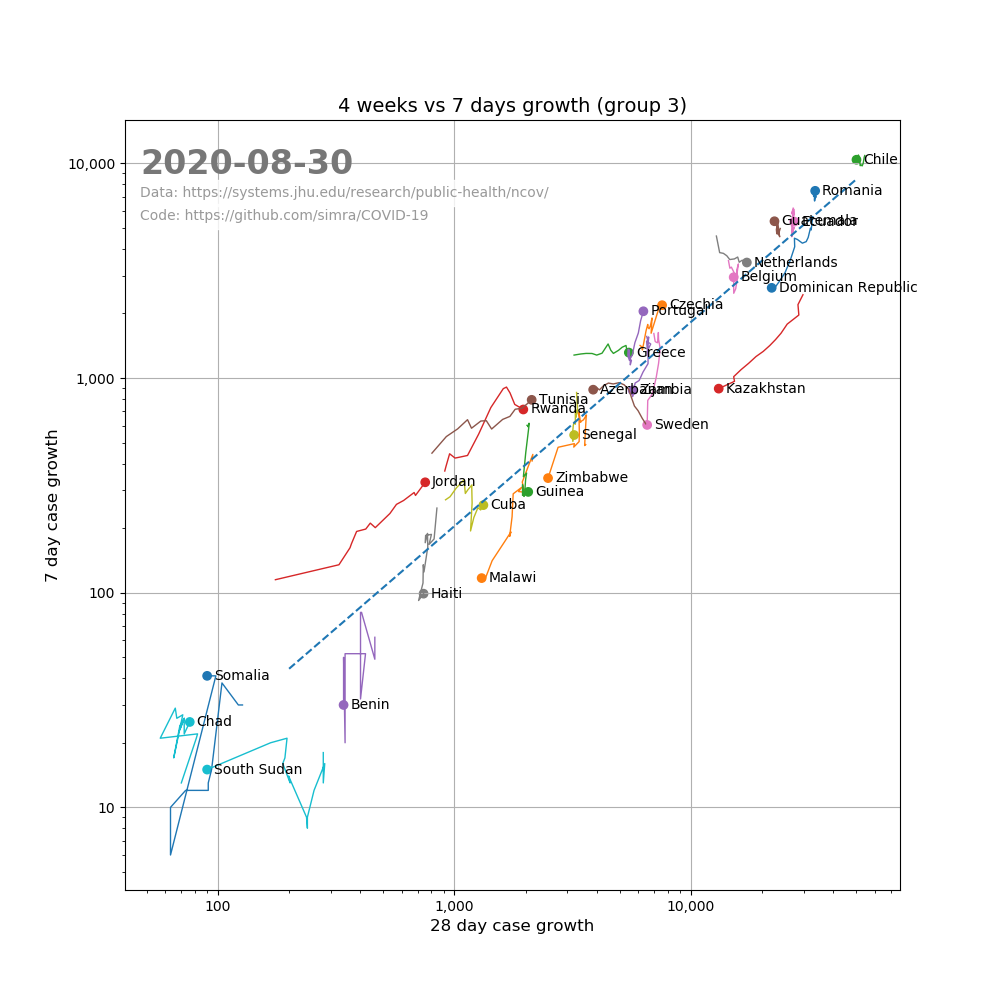 4 weeks vs 7 days growth (group 3)
2020-08-30
Data: https://systems.jhu.edu/research/public-health/ncov/
Code: https://github.com/simra/COVID-19
10,000
1,000
100
10
7 day case growth
Chile
Romania
Guatemala
Ecuador
Netherlands
Belgium
Dominican Republic
Czechia
Portugal
Greece
Azerbaijan
Zambia
Kazakhstan
Tunisia
Rwanda
Sweden
Senegal
Zimbabwe
Jordan
Guinea
Cuba
Malawi
Haiti
Somalia
Benin
Chad
South Sudan
100
1,000
10,000
28 day case growth